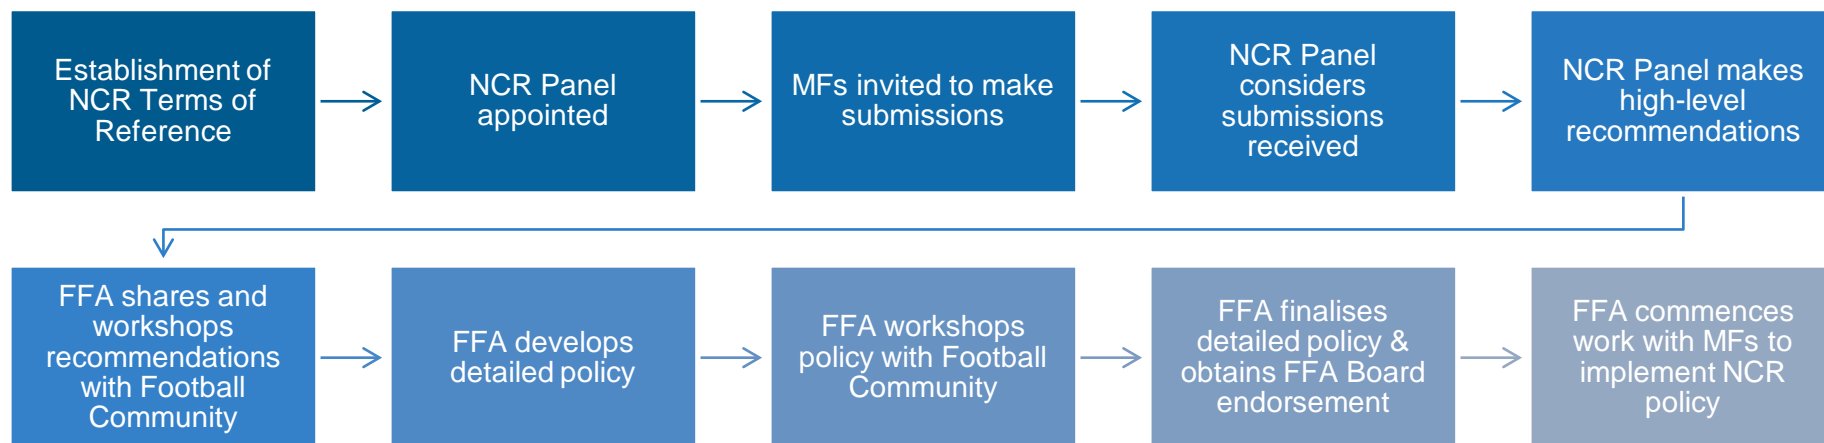 Establishment of
NCR Terms of
Reference
NCR Panel
appointed
MFs invited to make
submissions
NCR Panel
considers
submissions
received
NCR Panel makes
high-level
recommendations
FFA shares and
workshops
recommendations
with Football
Community
FFA develops
detailed policy
FFA workshops
policy with Football
Community
FFA finalises
detailed policy &
obtains FFA Board
endorsement
FFA commences
work with MFs to
implement NCR
policy